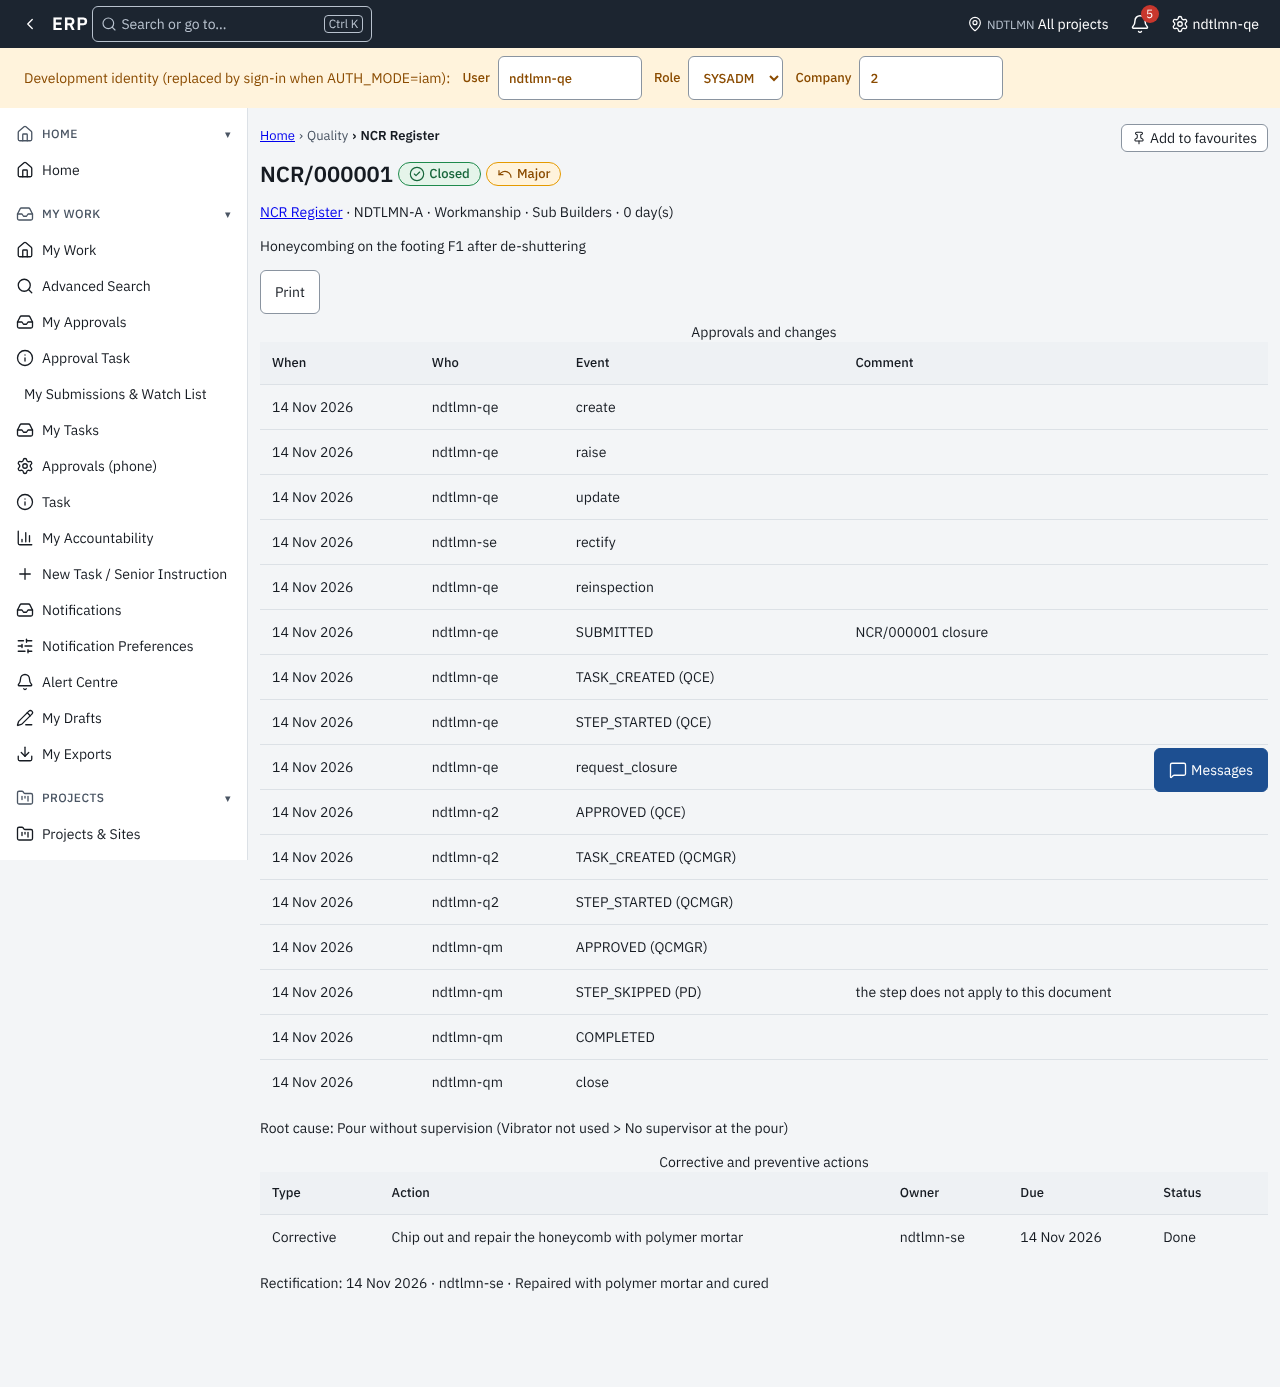 ERP
Search or go to...
Ctrl K
NDTLMN All projects
5
ndtlmn-qe
Development identity (replaced by sign-in when AUTH_MODE=iam):
User
ndtlmn-qe
Role
SYSADM
Company
2
HOME
Home
MY WORK
My Work
Advanced Search
My Approvals
Approval Task
My Submissions & Watch List
My Tasks
Approvals (phone)
Task
My Accountability
New Task / Senior Instruction
Notifications
Notification Preferences
Alert Centre
My Drafts
My Exports
PROJECTS
Projects & Sites
Home › Quality › NCR Register
Add to favourites
NCR/000001 Closed Major
NCR Register · NDTLMN-A · Workmanship · Sub Builders · 0 day(s)
Honeycombing on the footing F1 after de-shuttering
Print
Approvals and changes
When Who Event Comment
14 Nov 2026 ndtlmn-qe create
14 Nov 2026 ndtlmn-qe raise
14 Nov 2026 ndtlmn-qe update
14 Nov 2026 ndtlmn-se rectify
14 Nov 2026 ndtlmn-qe reinspection
14 Nov 2026 ndtlmn-qe SUBMITTED NCR/000001 closure
14 Nov 2026 ndtlmn-qe TASK_CREATED (QCE)
14 Nov 2026 ndtlmn-qe STEP_STARTED (QCE)
14 Nov 2026 ndtlmn-qe request_closure
Messages
14 Nov 2026 ndtlmn-q2 APPROVED (QCE)
14 Nov 2026 ndtlmn-q2 TASK_CREATED (QCMGR)
14 Nov 2026 ndtlmn-q2 STEP_STARTED (QCMGR)
14 Nov 2026 ndtlmn-qm APPROVED (QCMGR)
14 Nov 2026 ndtlmn-qm STEP_SKIPPED (PD) the step does not apply to this document
14 Nov 2026 ndtlmn-qm COMPLETED
14 Nov 2026 ndtlmn-qm close
Root cause: Pour without supervision (Vibrator not used > No supervisor at the pour)
Corrective and preventive actions
Type Action Owner Due Status
Corrective Chip out and repair the honeycomb with polymer mortar ndtlmn-se 14 Nov 2026 Done
Rectification: 14 Nov 2026 · ndtlmn-se · Repaired with polymer mortar and cured